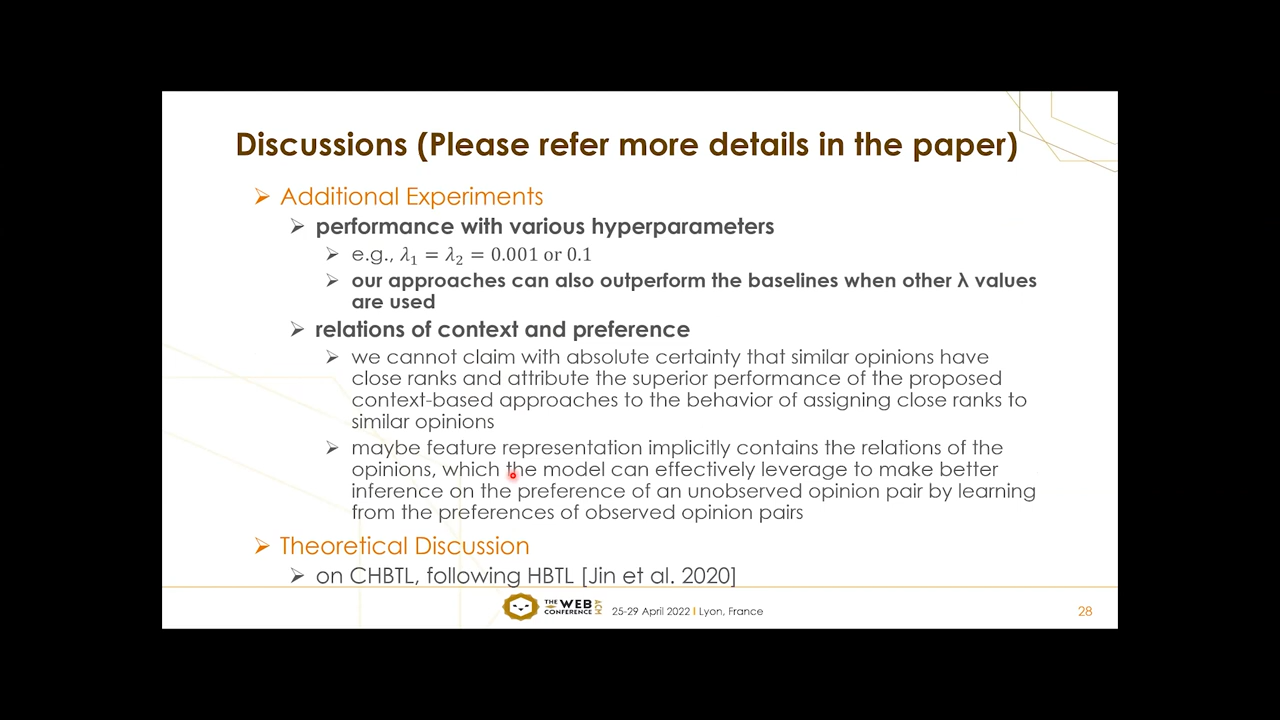 Discussions (Please refer more details in the paper)
➢ Additional Experiments
➢ performance with various hyperparameters
➢ e.g., λ₁ = λ₂ = 0.001 or 0.1
➢ our approaches can also outperform the baselines when other λ values
are used
➢ relations of context and preference
➢ we cannot claim with absolute certainty that similar opinions have
close ranks and attribute the superior performance of the proposed
context-based approaches to the behavior of assigning close ranks to
similar opinions
➢ maybe feature representation implicitly contains the relations of the
opinions, which the model can effectively leverage to make better
inference on the preference of an unobserved opinion pair by learning
from the preferences of observed opinion pairs
➢ Theoretical Discussion
➢ on CHBTL, following HBTL [Jin et al. 2020]
THE WEB CONFERENCE ACM
25-29 April 2022 I Lyon, France
28